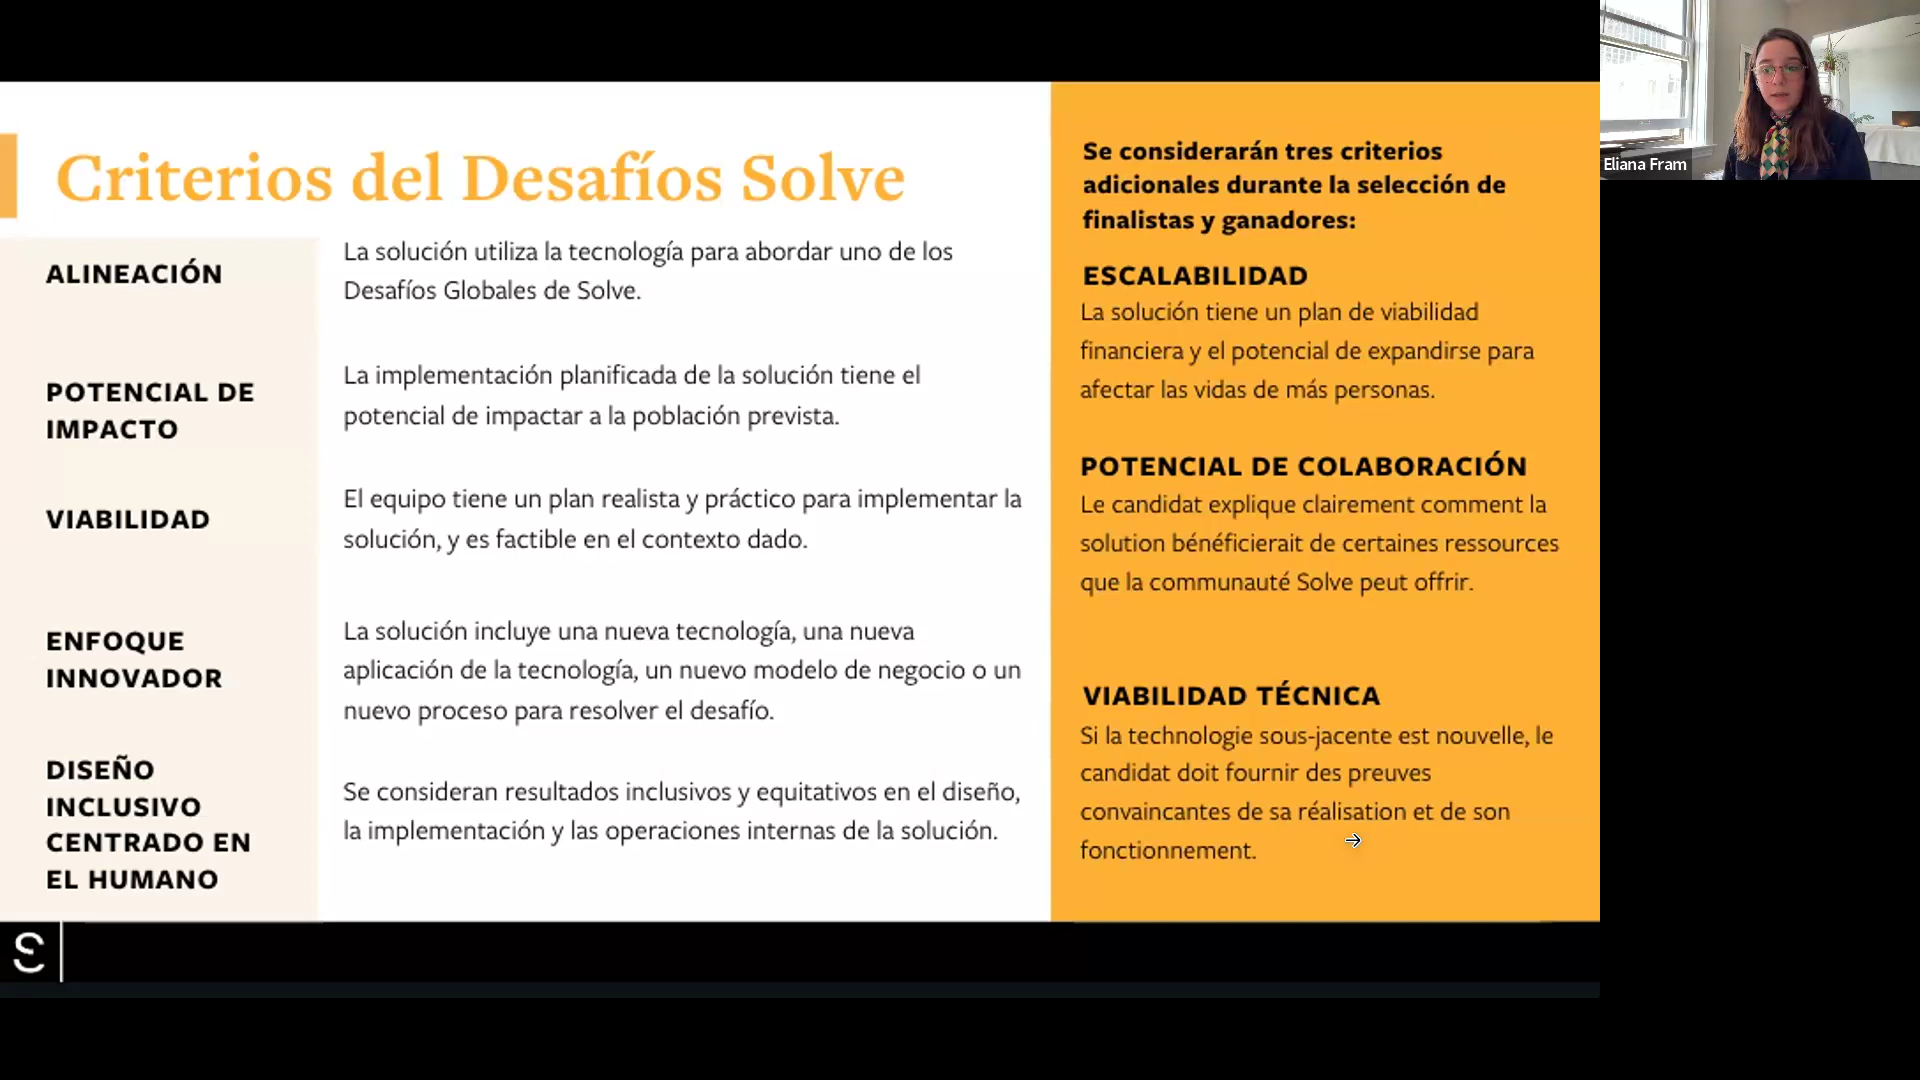 Criterios del Desafíos Solve
ALINEACIÓN
La solución utiliza la tecnología para abordar uno de los
Desafíos Globales de Solve.
POTENCIAL DE
IMPACTO
La implementación planificada de la solución tiene el
potencial de impactar a la población prevista.
VIABILIDAD
El equipo tiene un plan realista y práctico para implementar la
solución, y es factible en el contexto dado.
ENFOQUE
INNOVADOR
La solución incluye una nueva tecnología, una nueva
aplicación de la tecnología, un nuevo modelo de negocio o un
nuevo proceso para resolver el desafío.
DISEÑO
INCLUSIVO
CENTRADO EN
EL HUMANO
Se consideran resultados inclusivos y equitativos en el diseño,
la implementación y las operaciones internas de la solución.
Se considerarán tres criterios
adicionales durante la selección de
finalistas y ganadores:
ESCALABILIDAD
La solución tiene un plan de viabilidad
financiera y el potencial de expandirse para
afectar las vidas de más personas.
POTENCIAL DE COLABORACIÓN
Le candidat explique clairement comment la
solution bénéficierait de certaines ressources
que la communauté Solve peut offrir.
VIABILIDAD TÉCNICA
Si la technologie sous-jacente est nouvelle, le
candidat doit fournir des preuves
convaincantes de sa réalisation et de son
fonctionnement.
Eliana Fram